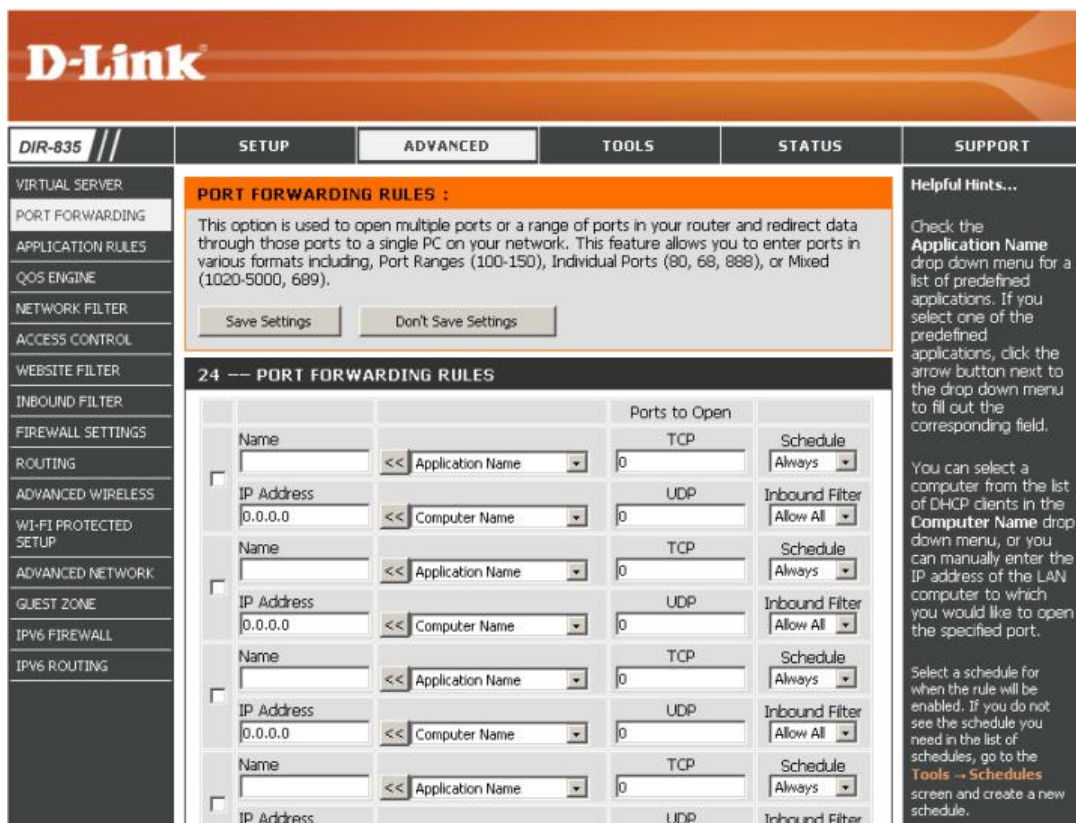 D-Link
DIR-835
SETUP
ADVANCED
TOOLS
STATUS
SUPPORT
VIRTUAL SERVER
PORT FORWARDING
APPLICATION RULES
QOS ENGINE
NETWORK FILTER
ACCESS CONTROL
WEBSITE FILTER
INBOUND FILTER
FIREWALL SETTINGS
ROUTING
ADVANCED WIRELESS
WI-FI PROTECTED
SETUP
ADVANCED NETWORK
GUEST ZONE
IPV6 FIREWALL
IPV6 ROUTING
PORT FORWARDING RULES :
This option is used to open multiple ports or a range of ports in your router and redirect data
through those ports to a single PC on your network. This feature allows you to enter ports in
various formats including, Port Ranges (100-150), Individual Ports (80, 68, 888), or Mixed
(1020-5000, 689).
Save Settings
Don't Save Settings
24 -- PORT FORWARDING RULES
Ports to Open
Name
TCP
Schedule
<< Application Name
0
Always
IP Address
UDP
Inbound Filter
0.0.0.0
<< Computer Name
0
Allow All
Name
TCP
Schedule
<< Application Name
0
Always
IP Address
UDP
Inbound Filter
0.0.0.0
<< Computer Name
0
Allow All
Name
TCP
Schedule
<< Application Name
0
Always
IP Address
UDP
Inbound Filter
0.0.0.0
<< Computer Name
0
Allow All
Name
TCP
Schedule
<< Application Name
0
Always
IP Address
UDP
Inbound Filter
Helpful Hints...
Check the
Application Name
drop down menu for a
list of predefined
applications. If you
select one of the
predefined
applications, click the
arrow button next to
the drop down menu
to fill out the
corresponding field.
You can select a
computer from the list
of DHCP clients in the
Computer Name drop
down menu, or you
can manually enter the
IP address of the LAN
computer to which
you would like to open
the specified port.
Select a schedule for
when the rule will be
enabled. If you do not
see the schedule you
need in the list of
schedules, go to the
Tools → Schedules
screen and create a new
schedule.